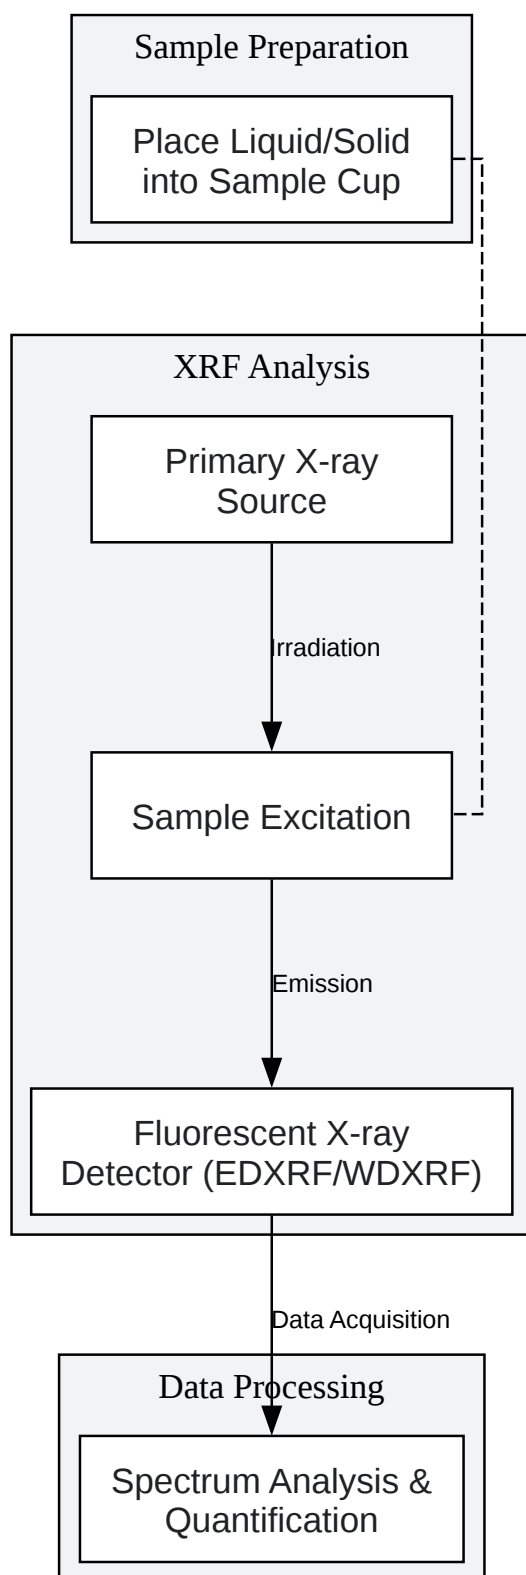 Sample Preparation
Place Liquid/Solid
into Sample Cup
XRF Analysis
Primary X-ray
Source
Irradiation
Sample Excitation
Emission
Fluorescent X-ray
Detector (EDXRF/WDXRF)
Data Acquisition
Data Processing
Spectrum Analysis &
Quantification